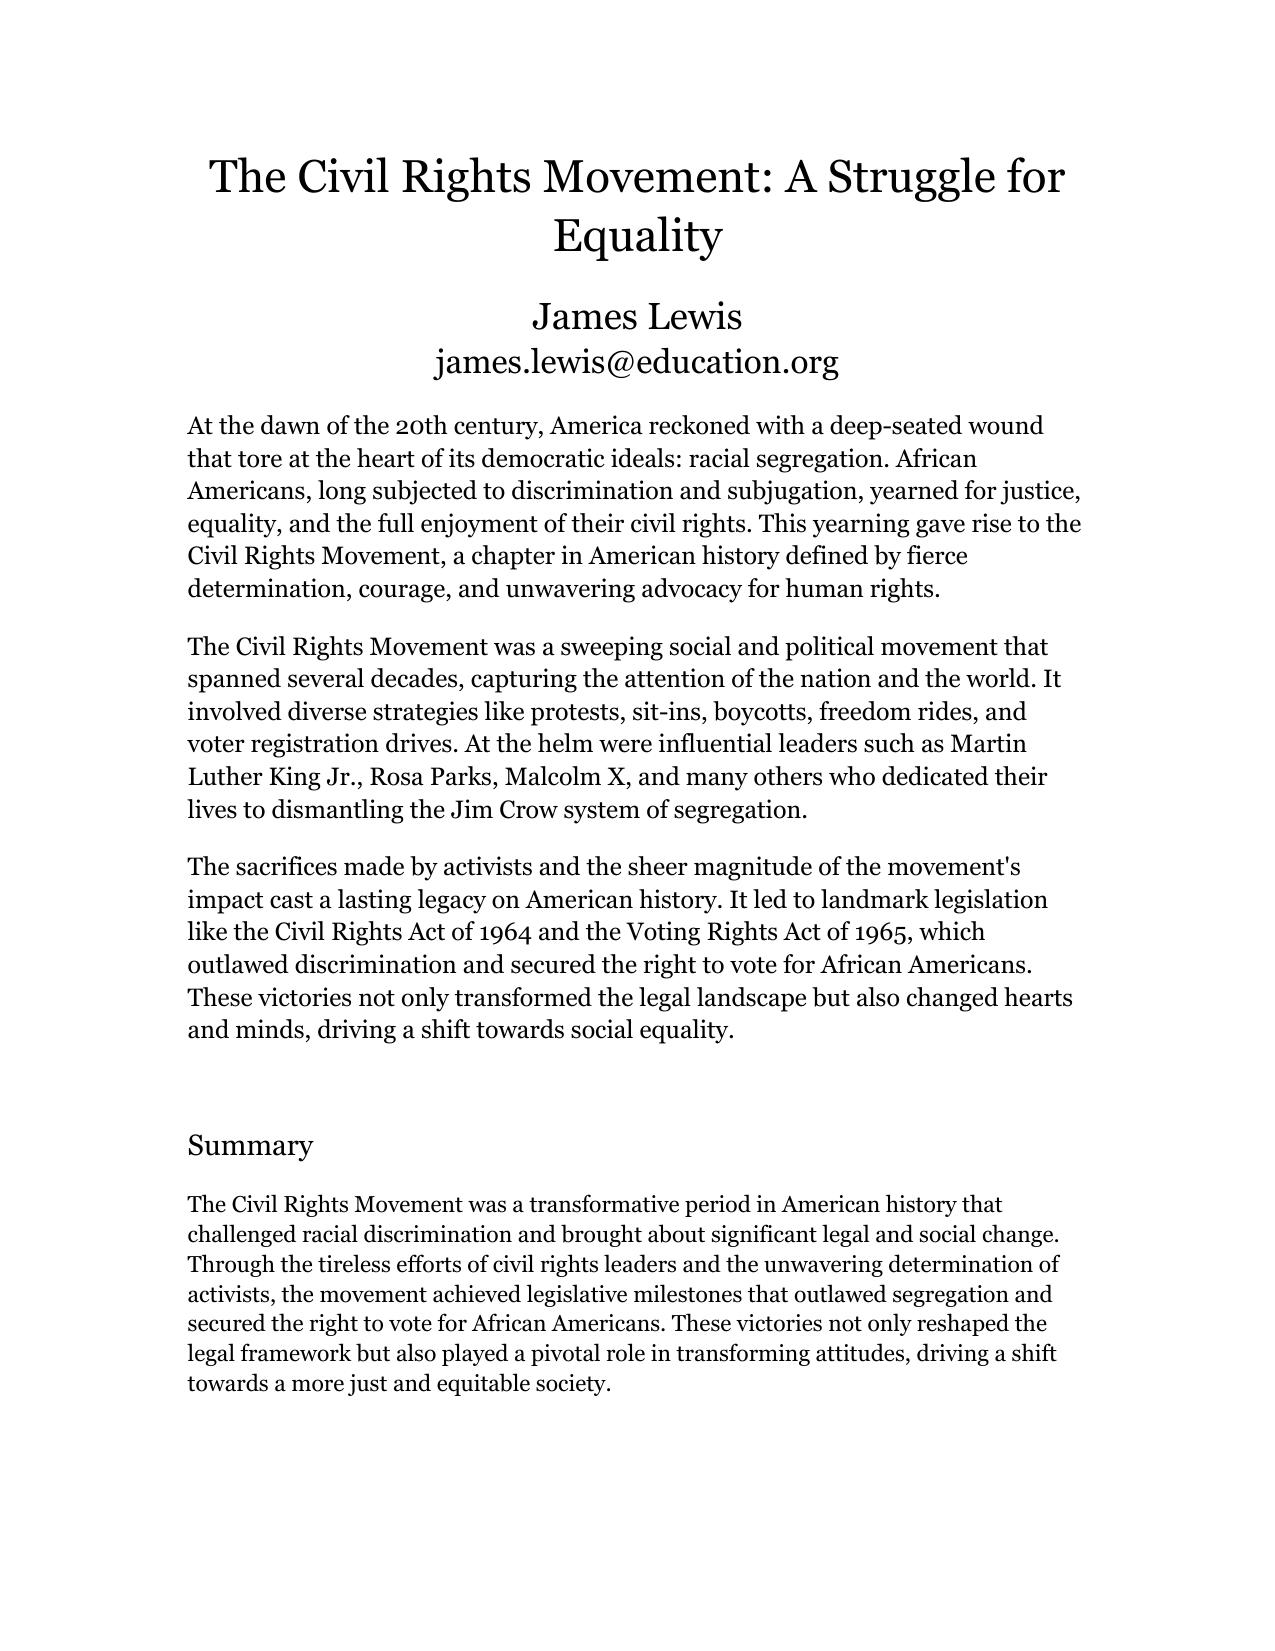 The Civil Rights Movement: A Struggle for
Equality
James Lewis
james.lewis@education.org
At the dawn of the 20th century, America reckoned with a deep-seated wound
that tore at the heart of its democratic ideals: racial segregation. African
Americans, long subjected to discrimination and subjugation, yearned for justice,
equality, and the full enjoyment of their civil rights. This yearning gave rise to the
Civil Rights Movement, a chapter in American history defined by fierce
determination, courage, and unwavering advocacy for human rights.
The Civil Rights Movement was a sweeping social and political movement that
spanned several decades, capturing the attention of the nation and the world. It
involved diverse strategies like protests, sit-ins, boycotts, freedom rides, and
voter registration drives. At the helm were influential leaders such as Martin
Luther King Jr., Rosa Parks, Malcolm X, and many others who dedicated their
lives to dismantling the Jim Crow system of segregation.
The sacrifices made by activists and the sheer magnitude of the movement's
impact cast a lasting legacy on American history. It led to landmark legislation
like the Civil Rights Act of 1964 and the Voting Rights Act of 1965, which
outlawed discrimination and secured the right to vote for African Americans.
These victories not only transformed the legal landscape but also changed hearts
and minds, driving a shift towards social equality.
Summary
The Civil Rights Movement was a transformative period in American history that
challenged racial discrimination and brought about significant legal and social change.
Through the tireless efforts of civil rights leaders and the unwavering determination of
activists, the movement achieved legislative milestones that outlawed segregation and
secured the right to vote for African Americans. These victories not only reshaped the
legal framework but also played a pivotal role in transforming attitudes, driving a shift
towards a more just and equitable society.